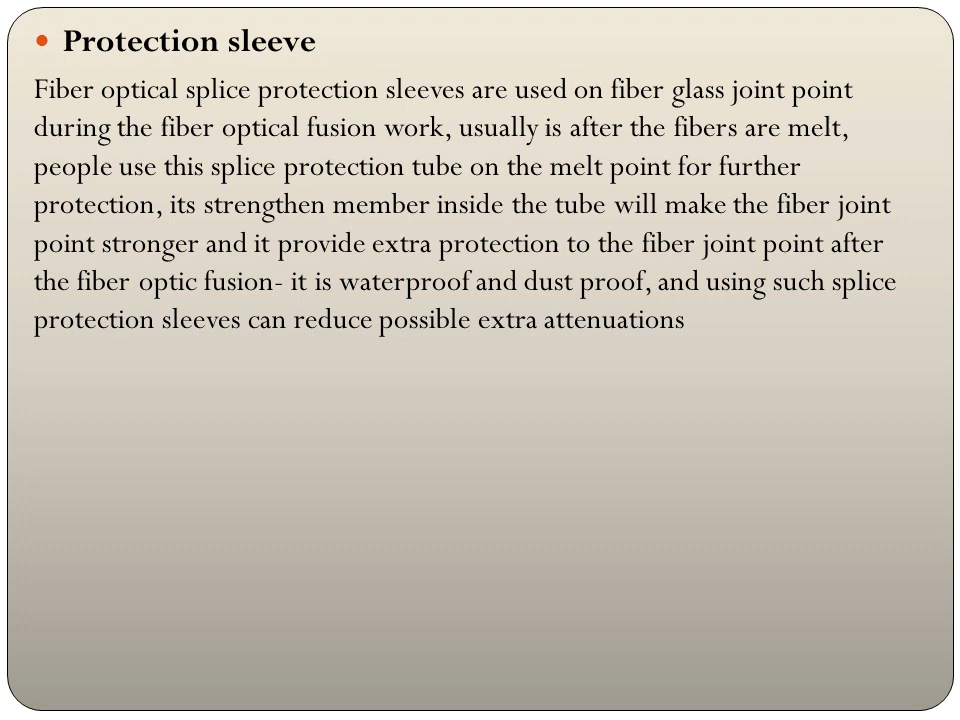 Protection sleeve
Fiber optical splice protection sleeves are used on fiber glass joint point
during the fiber optical fusion work, usually is after the fibers are melt,
people use this splice protection tube on the melt point for further
protection, its strengthen member inside the tube will make the fiber joint
point stronger and it provide extra protection to the fiber joint point after
the fiber optic fusion- it is waterproof and dust proof, and using such splice
protection sleeves can reduce possible extra attenuations